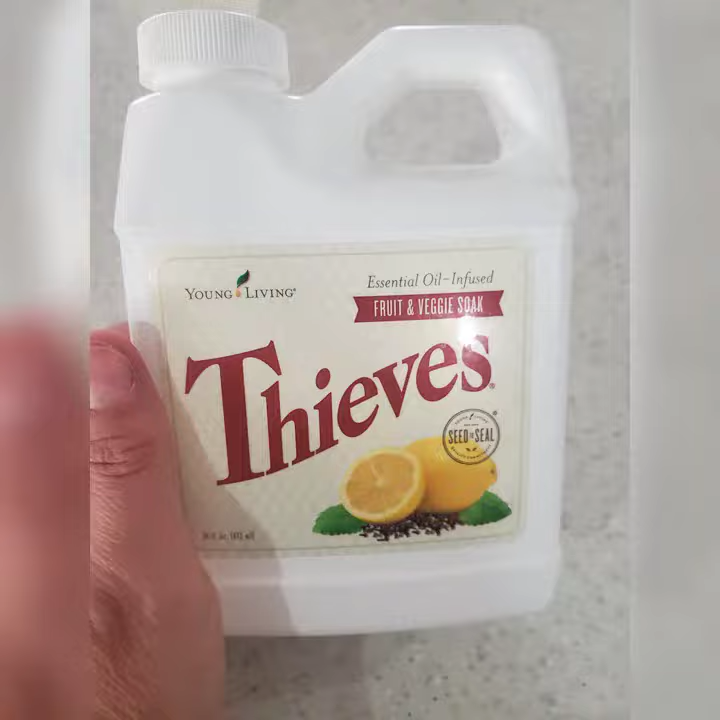 YOUNG LIVING®
Essential Oil-Infused
FRUIT & VEGGIE SOAK
Thieves®
SEED TO SEAL®